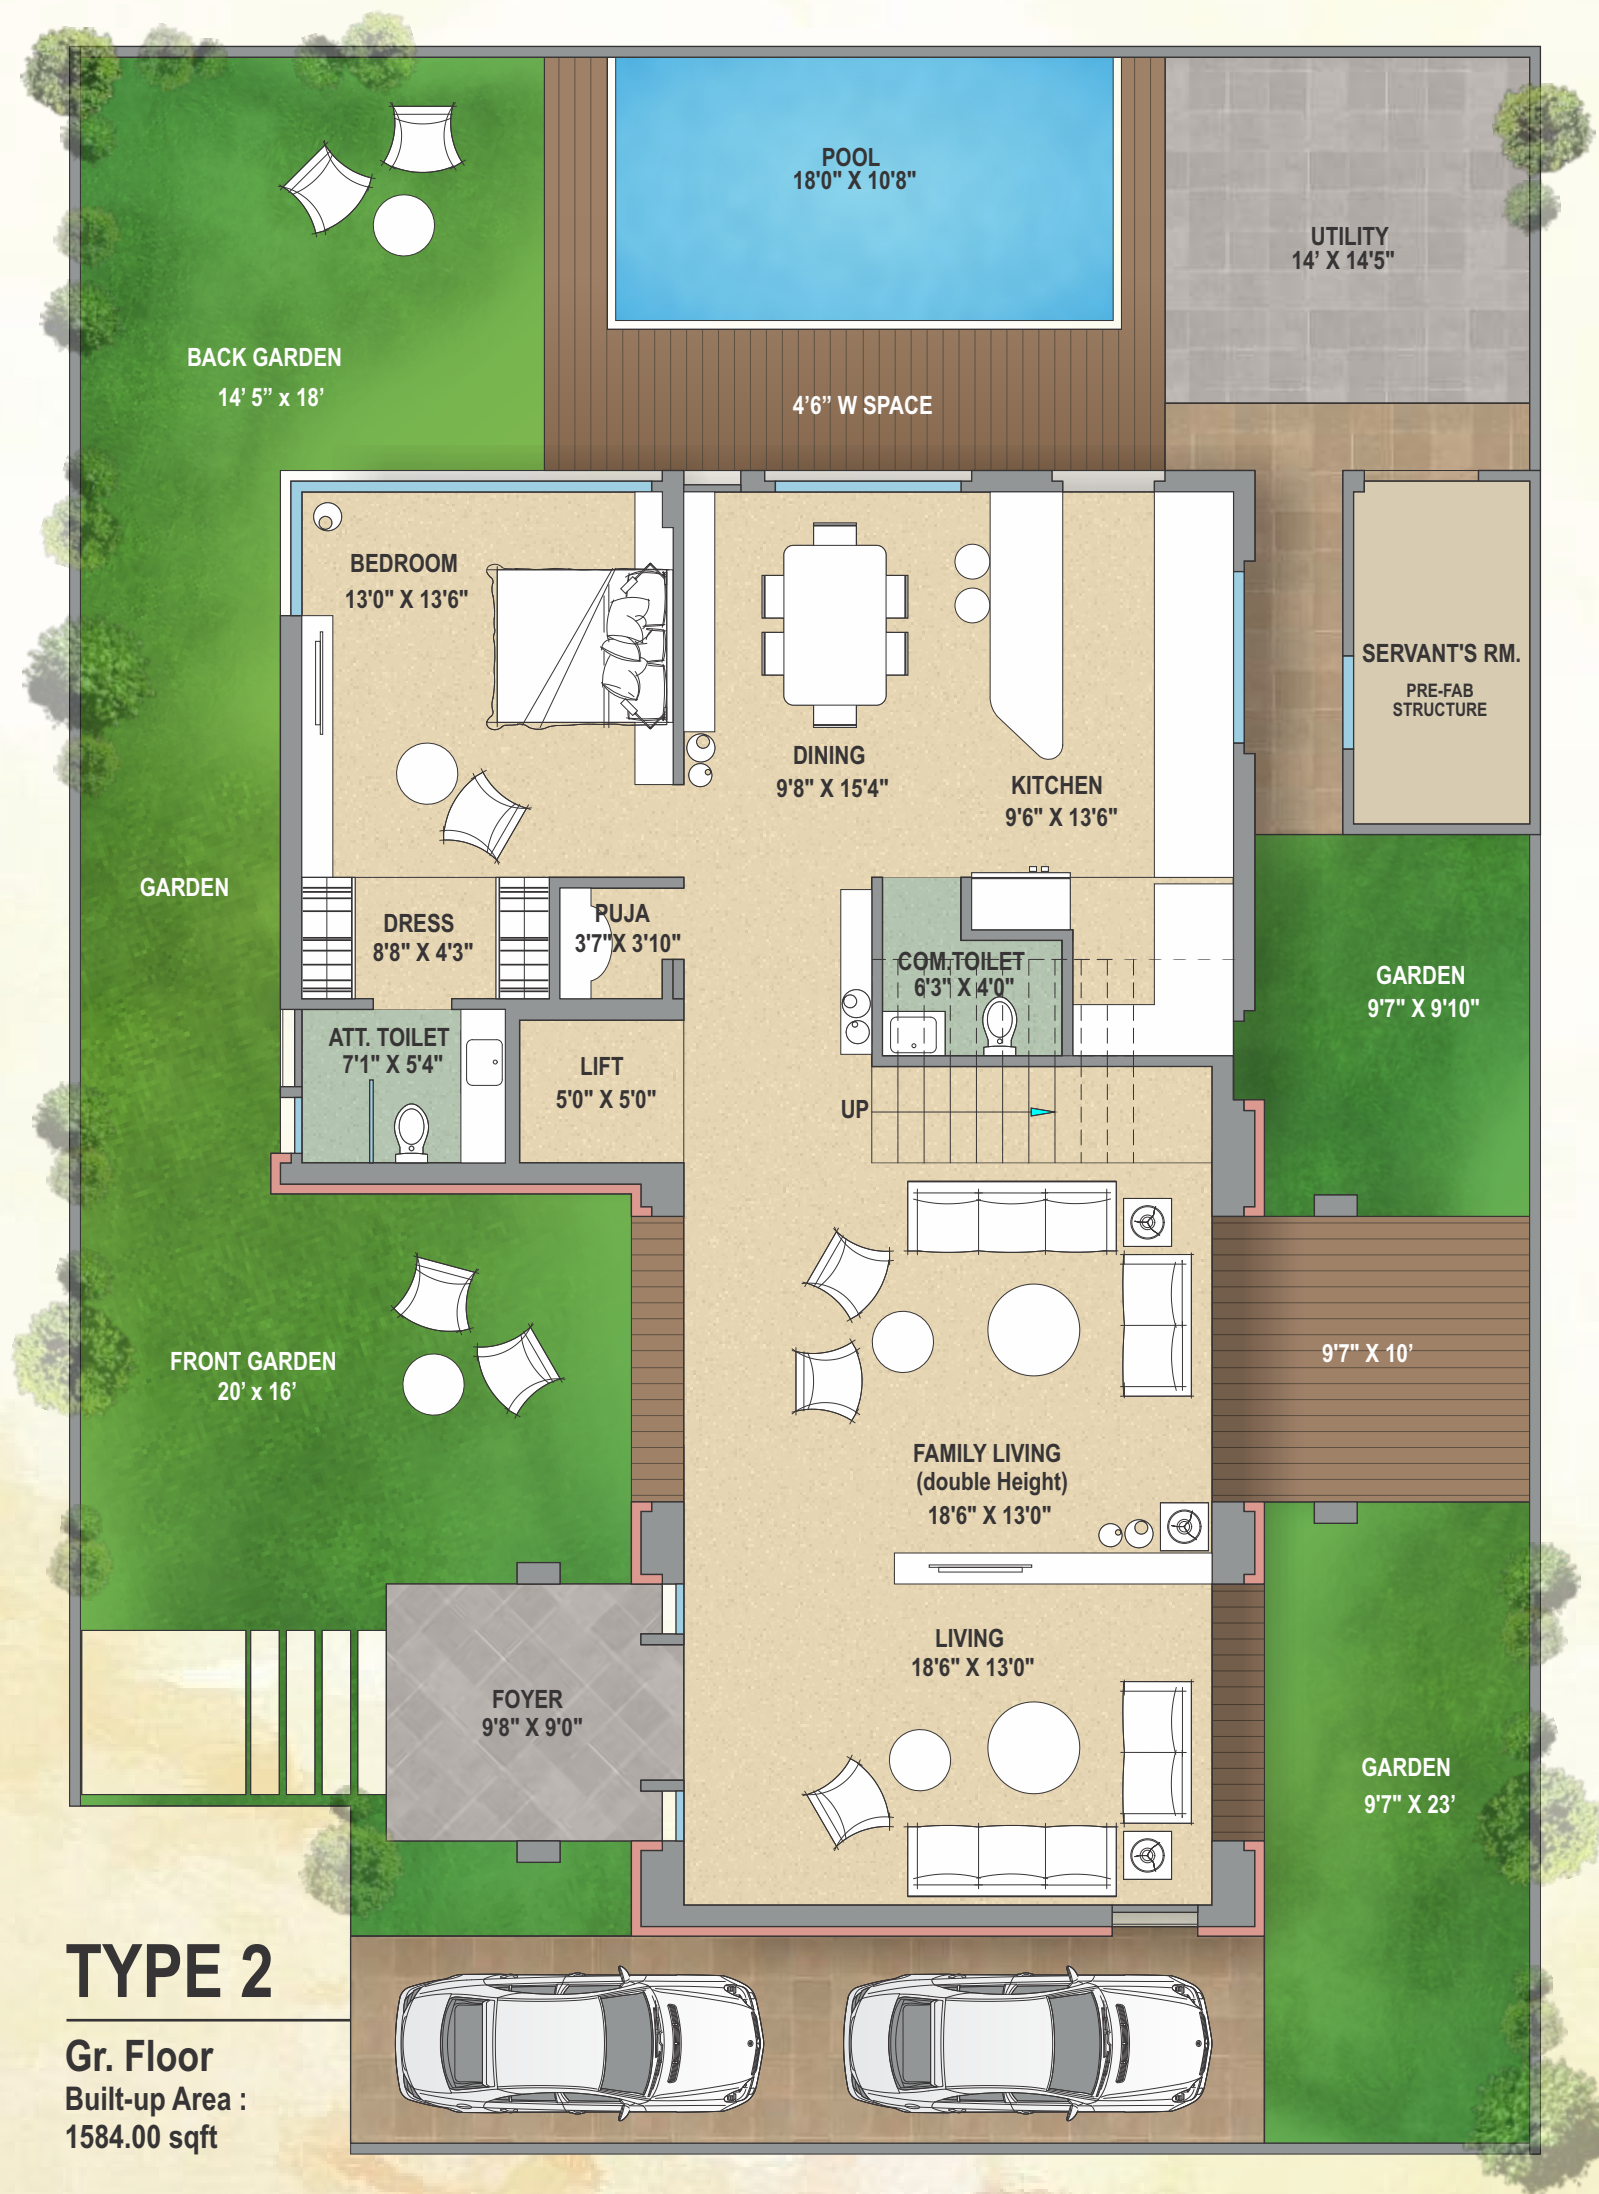 POOL
18'0" X 10'8"
UTILITY
14’ X 14'5"
BACK GARDEN
14’ 5” x 18’
4’6” W SPACE
BEDROOM
13'0" X 13'6"
SERVANT'S RM.
PRE-FAB
STRUCTURE
DINING
9'8" X 15'4"
KITCHEN
9'6" X 13'6"
GARDEN
DRESS
8'8" X 4'3"
PUJA
3'7"X 3'10"
COM.TOILET
6'3" X 4'0"
GARDEN
9'7" X 9'10"
ATT. TOILET
7'1" X 5'4"
LIFT
5'0" X 5'0"
UP
FRONT GARDEN
20’ x 16’
9'7" X 10’
FAMILY LIVING
(double Height)
18'6" X 13'0"
LIVING
18'6" X 13'0"
FOYER
9'8" X 9'0"
GARDEN
9'7" X 23’
TYPE 2
Gr. Floor
Built-up Area :
1584.00 sqft